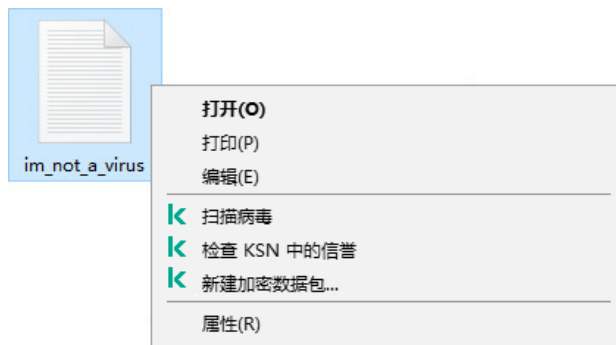 im_not_a_virus
打开(O)
打印(P)
编辑(E)
扫描病毒
检查 KSN 中的信誉
新建加密数据包...
属性(R)